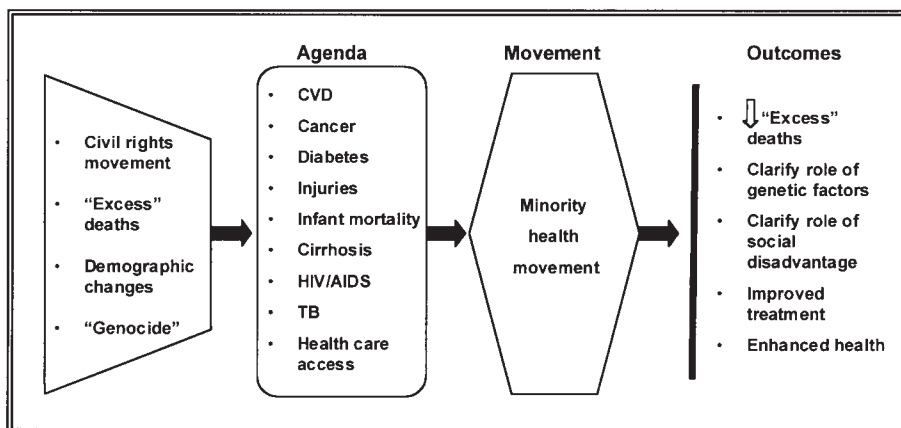 Agenda
Movement
Outcomes
• Civil rights
movement
• “Excess”
deaths
• Demographic
changes
• “Genocide”
• CVD
• Cancer
• Diabetes
• Injuries
• Infant mortality
• Cirrhosis
• HIV/AIDS
• TB
• Health care
access
Minority
health
movement
• ⇩“Excess”
deaths
• Clarify role of
genetic factors
• Clarify role of
social
disadvantage
• Improved
treatment
• Enhanced health